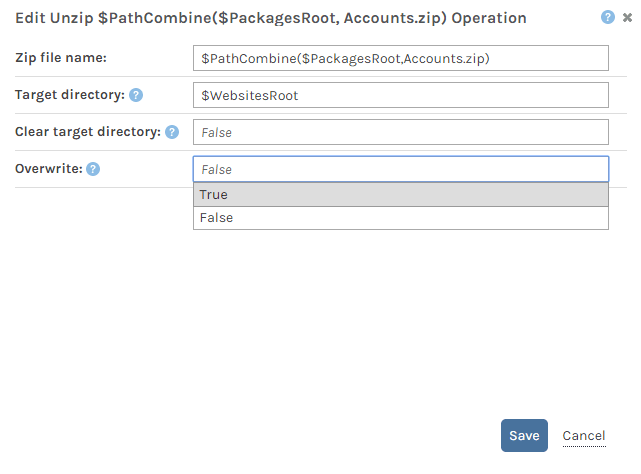 Edit Unzip $PathCombine($PackagesRoot, Accounts.zip) Operation ? ✖
Zip file name: $PathCombine($PackagesRoot,Accounts.zip)
Target directory: ? $WebsitesRoot
Clear target directory: ? False
Overwrite: ? False
True
False
Save Cancel